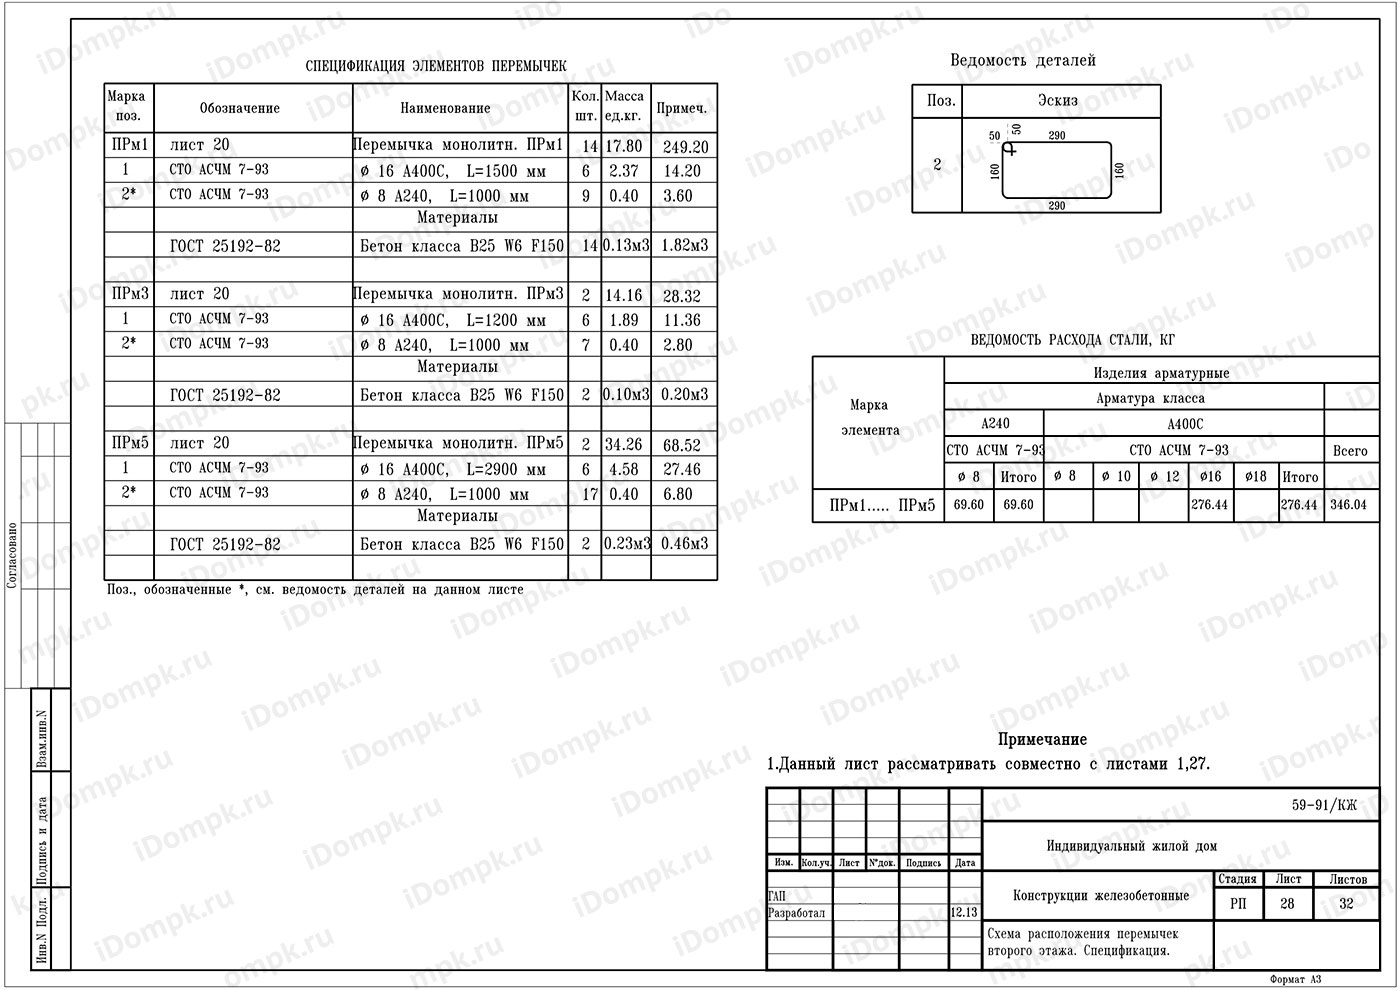 СПЕЦИФИКАЦИЯ ЭЛЕМЕНТОВ ПЕРЕМЫЧЕК
Марка поз. Обозначение Наименование Кол. шт. Масса ед.кг. Примеч.
ПРм1 лист 20 Перемычка монолитн. ПРм1 14 17.80 249.20
1 СТО АСЧМ 7-93 ϕ 16 А400С, L=1500 мм 6 2.37 14.20
2* СТО АСЧМ 7-93 ϕ 8 А240, L=1000 мм 9 0.40 3.60
Материалы
ГОСТ 25192-82 Бетон класса В25 W6 F150 14 0.13м3 1.82м3
ПРм3 лист 20 Перемычка монолитн. ПРм3 2 14.16 28.32
1 СТО АСЧМ 7-93 ϕ 16 А400С, L=1200 мм 6 1.89 11.36
2* СТО АСЧМ 7-93 ϕ 8 А240, L=1000 мм 7 0.40 2.80
Материалы
ГОСТ 25192-82 Бетон класса В25 W6 F150 2 0.10м3 0.20м3
ПРм5 лист 20 Перемычка монолитн. ПРм5 2 34.26 68.52
1 СТО АСЧМ 7-93 ϕ 16 А400С, L=2900 мм 6 4.58 27.46
2* СТО АСЧМ 7-93 ϕ 8 А240, L=1000 мм 17 0.40 6.80
Материалы
ГОСТ 25192-82 Бетон класса В25 W6 F150 2 0.23м3 0.46м3
Поз., обозначенные *, см. ведомость деталей на данном листе
Ведомость деталей
Поз. Эскиз
2
50 50 290
160 160
290
ВЕДОМОСТЬ РАСХОДА СТАЛИ, КГ
Марка элемента
Изделия арматурные
Арматура класса
А240 А400С
СТО АСЧМ 7-93 СТО АСЧМ 7-93 Всего
ϕ 8 Итого ϕ 8 ϕ 10 ϕ 12 ϕ16 ϕ18 Итого
ПРм1..... ПРм5 69.60 69.60 276.44 276.44 346.04
Примечание
1.Данный лист рассматривать совместно с листами 1,27.
59-91/КЖ
Индивидуальный жилой дом
Изм. Кол.уч. Лист N°док. Подпись Дата
ГАП
Разработал 12.13
Конструкции железобетонные
Стадия Лист Листов
РП 28 32
Схема расположения перемычек
второго этажа. Спецификация.
Формат А3
Согласовано
Взам.инв.N
Подпись и дата
Инв.N Подл.
iDompk.ru